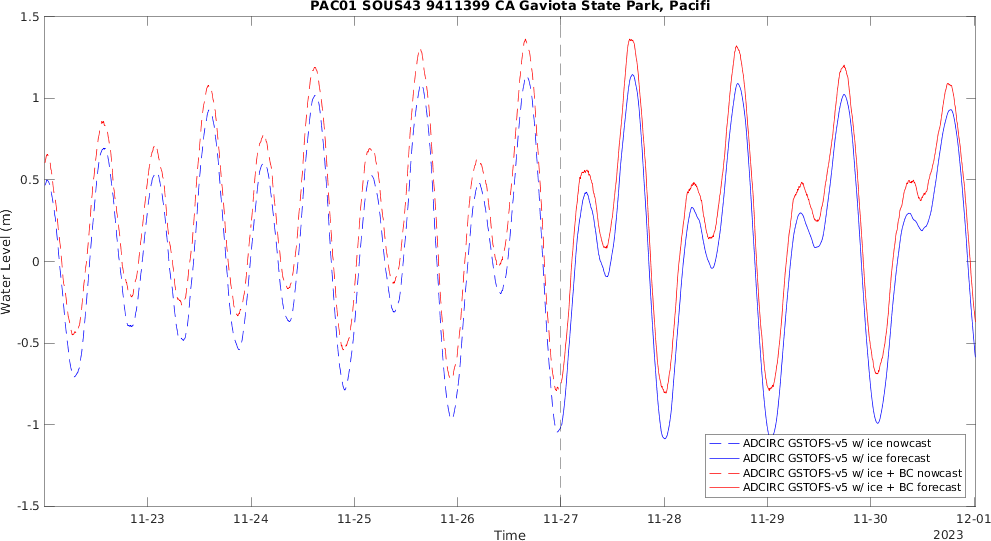 PAC01 SOUS43 9411399 CA Gaviota State Park, Pacifi
Water Level (m)
1.5
1
0.5
0
-0.5
-1
-1.5
11-23
11-24
11-25
11-26
11-27
11-28
11-29
11-30
12-01
Time
2023
ADCIRC GSTOFS-v5 w/ ice nowcast
ADCIRC GSTOFS-v5 w/ ice forecast
ADCIRC GSTOFS-v5 w/ ice + BC nowcast
ADCIRC GSTOFS-v5 w/ ice + BC forecast